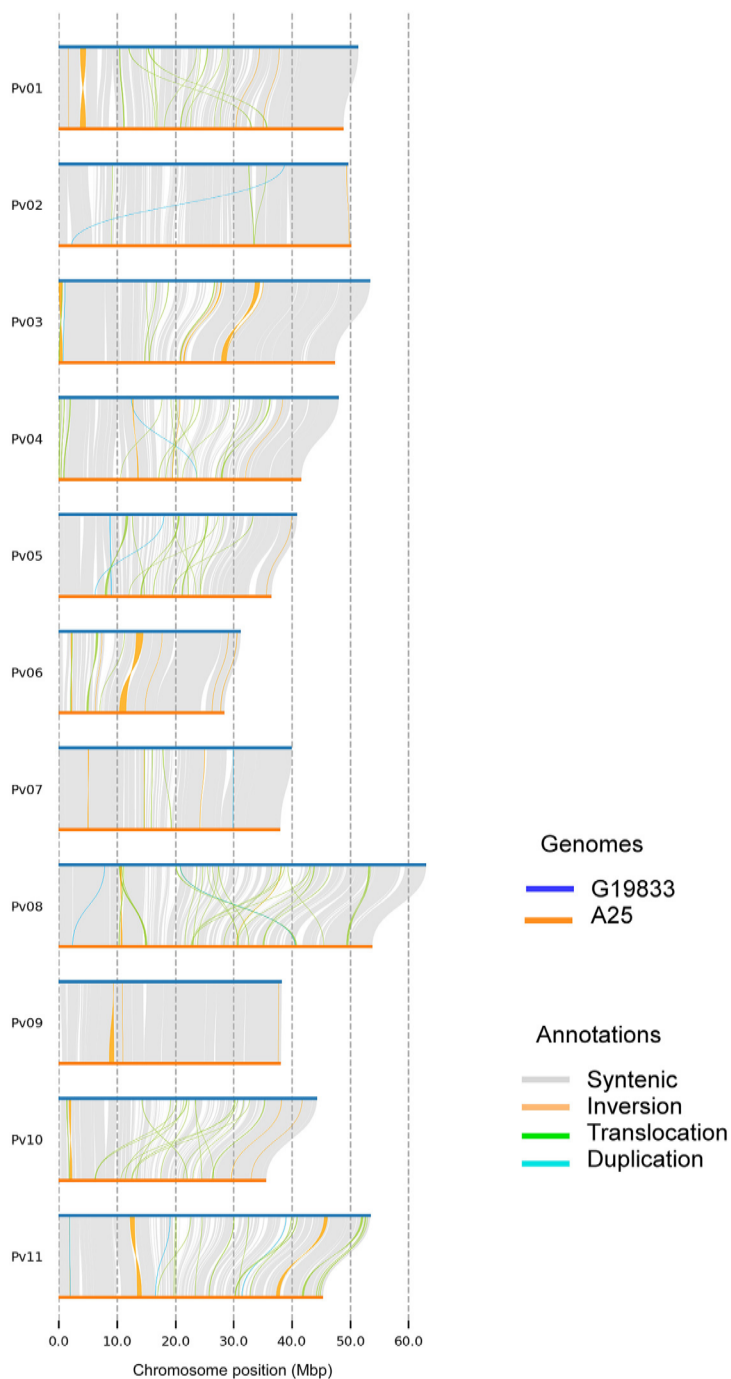 Pv01
Pv02
Pv03
Pv04
Pv05
Pv06
Pv07
Pv08
Pv09
Pv10
Pv11
0.0 10.0 20.0 30.0 40.0 50.0 60.0
Chromosome position (Mbp)
Genomes
G19833
A25
Annotations
Syntenic
Inversion
Translocation
Duplication